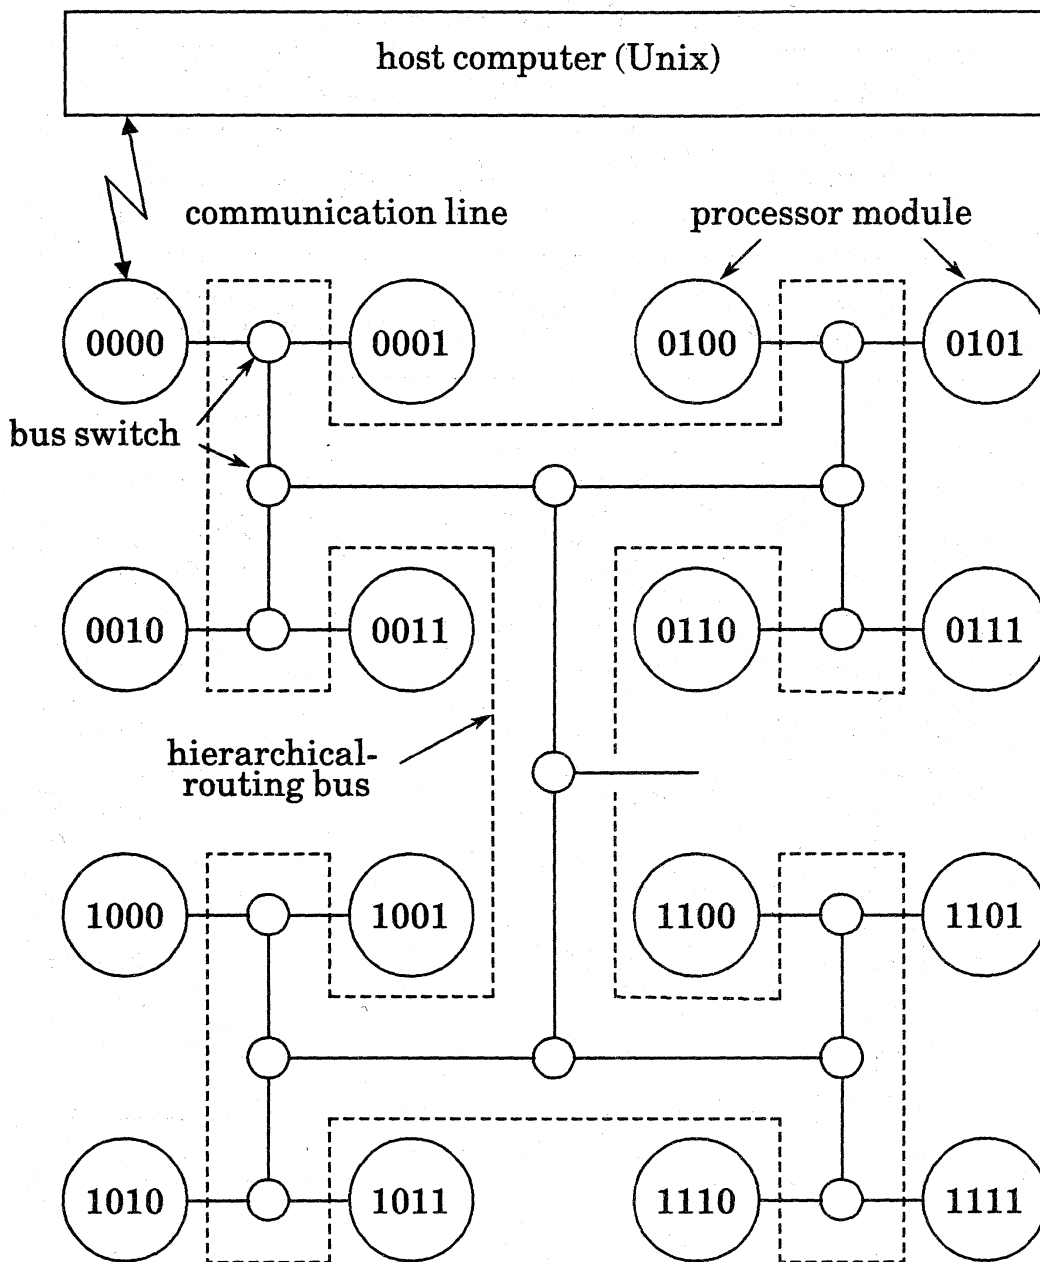 host computer (Unix)
communication line
processor module
0000
0001
0100
0101
bus switch
0010
0011
0110
0111
hierarchical-
routing bus
1000
1001
1100
1101
1010
1011
1110
1111